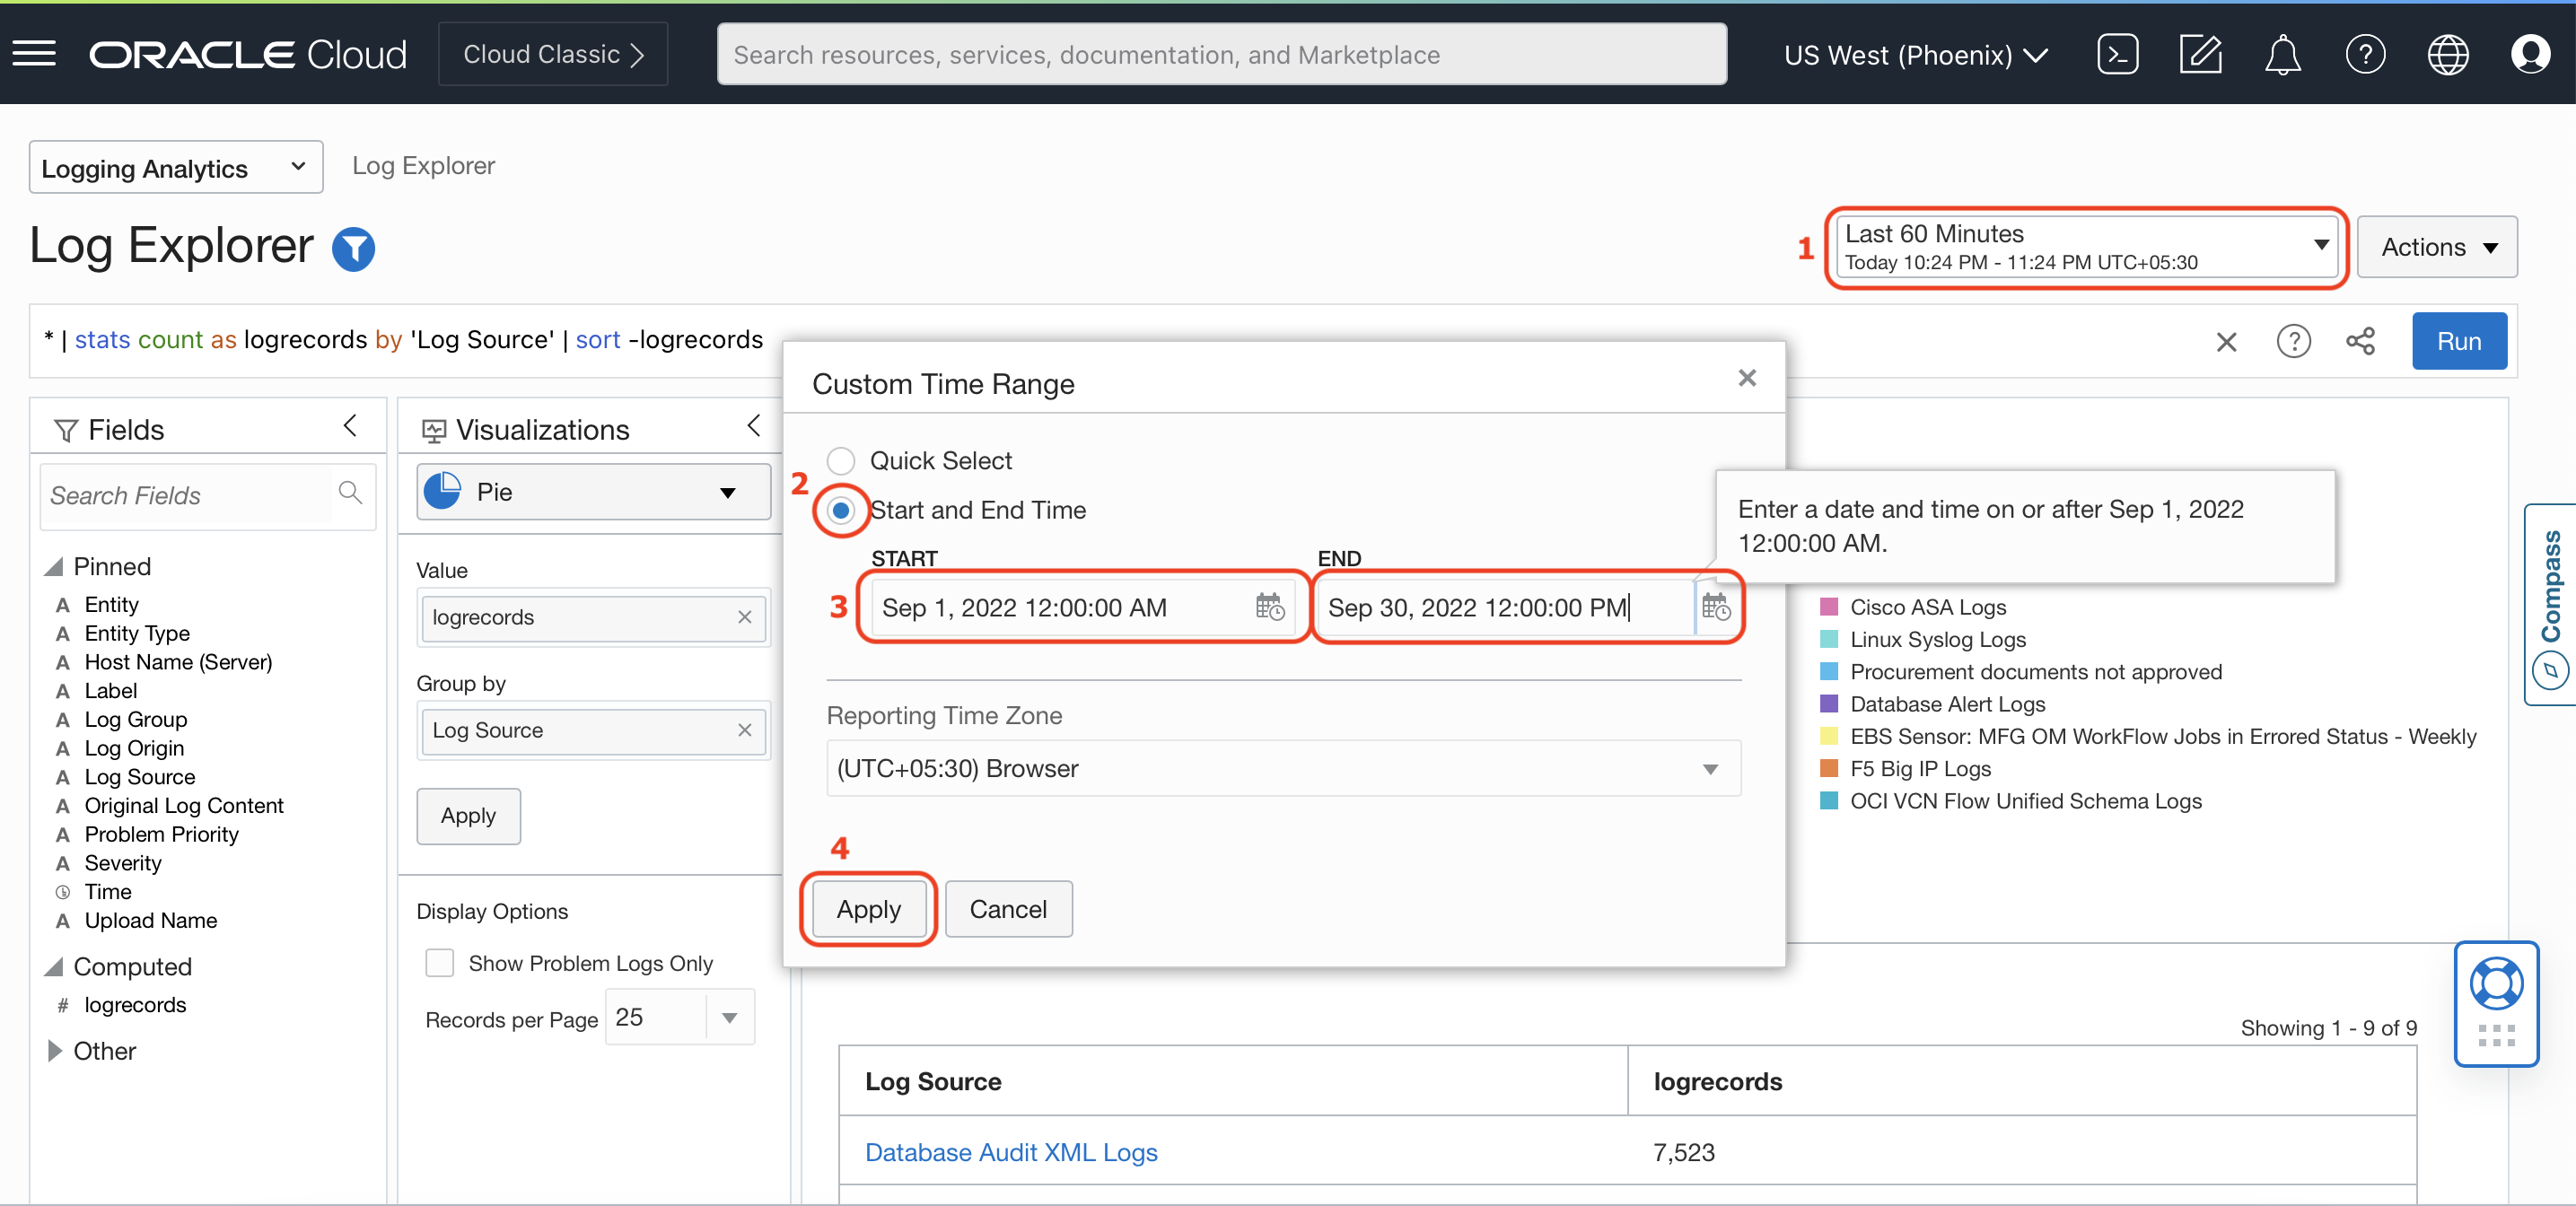 ORACLE Cloud
Cloud Classic
Search resources, services, documentation, and Marketplace
US West (Phoenix)
Logging Analytics
Log Explorer
Log Explorer
1
Last 60 Minutes
Today 10:24 PM - 11:24 PM UTC+05:30
Actions
* | stats count as logrecords by 'Log Source' | sort -logrecords
Run
Fields
Search Fields
Pinned
A Entity
A Entity Type
A Host Name (Server)
A Label
A Log Group
A Log Origin
A Log Source
A Original Log Content
A Problem Priority
A Severity
Time
A Upload Name
Computed
# logrecords
Other
Visualizations
Pie
Value
logrecords
Group by
Log Source
Apply
Display Options
Show Problem Logs Only
Records per Page 25
Custom Time Range
Quick Select
2
Start and End Time
START
END
3
Sep 1, 2022 12:00:00 AM
Sep 30, 2022 12:00:00 PM
Enter a date and time on or after Sep 1, 2022
12:00:00 AM.
Reporting Time Zone
(UTC+05:30) Browser
4
Apply
Cancel
Cisco ASA Logs
Linux Syslog Logs
Procurement documents not approved
Database Alert Logs
EBS Sensor: MFG OM WorkFlow Jobs in Errored Status - Weekly
F5 Big IP Logs
OCI VCN Flow Unified Schema Logs
Compass
Showing 1 - 9 of 9
Log Source
logrecords
Database Audit XML Logs
7,523